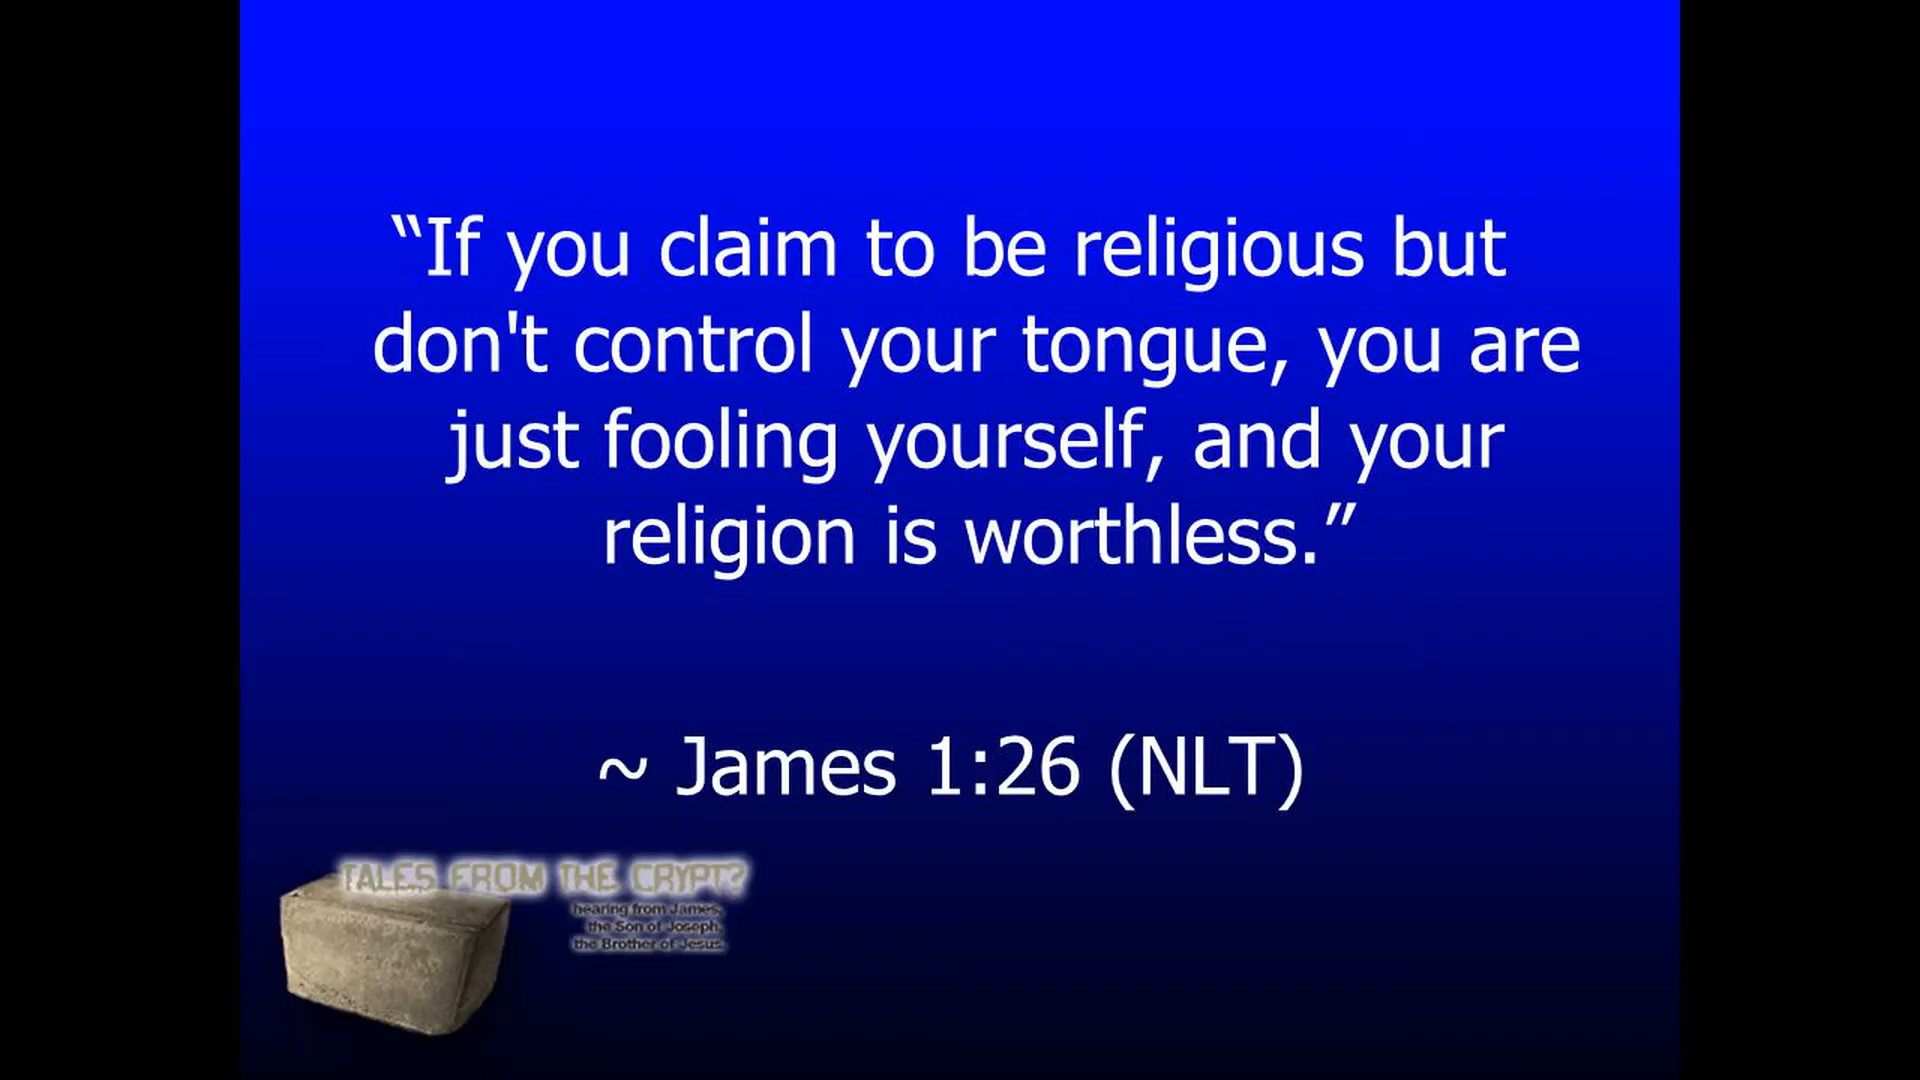 “If you claim to be religious but
don't control your tongue, you are
just fooling yourself, and your
religion is worthless.”
~ James 1:26 (NLT)
TALES FROM THE CRYPT?
hearing from James,
the Son of Joseph,
the Brother of Jesus.